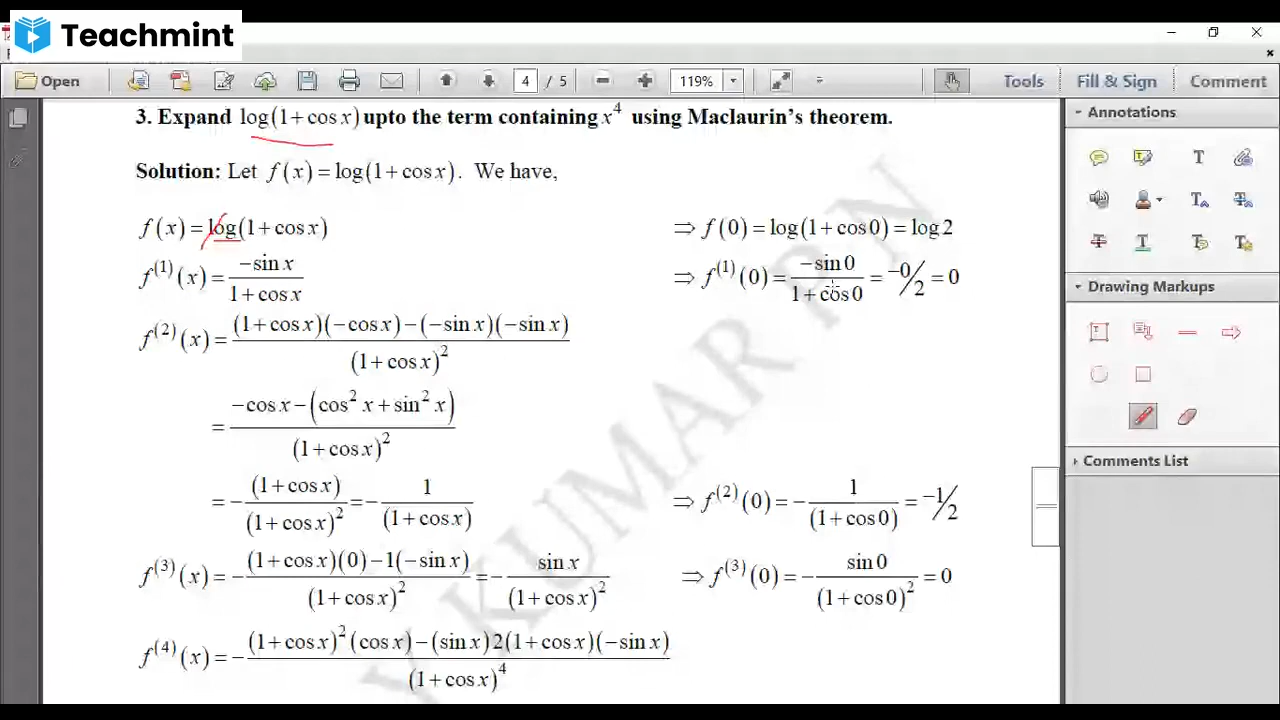 Teachmint
Open
4 / 5
119%
Tools
Fill & Sign
Comment
3. Expand log(1+cos x) upto the term containing x⁴ using Maclaurin's theorem.
Solution: Let f(x) = log(1+cos x). We have,
f(x) = log(1+cos x) ⇒ f(0) = log(1+cos 0) = log 2
f⁽¹⁾(x) = (−sin x)/(1+cos x) ⇒ f⁽¹⁾(0) = (−sin 0)/(1+cos 0) = −0/2 = 0
f⁽²⁾(x) = ((1+cos x)(−cos x)−(−sin x)(−sin x))/(1+cos x)²
= (−cos x−(cos² x+sin² x))/(1+cos x)²
= −(1+cos x)/(1+cos x)² = −1/(1+cos x) ⇒ f⁽²⁾(0) = −1/(1+cos 0) = −1/2
f⁽³⁾(x) = −((1+cos x)(0)−1(−sin x))/(1+cos x)² = −sin x/(1+cos x)² ⇒ f⁽³⁾(0) = −sin 0/(1+cos 0)² = 0
f⁽⁴⁾(x) = −((1+cos x)²(cos x)−(sin x)2(1+cos x)(−sin x))/(1+cos x)⁴
Y KUMAR R N
Annotations
Drawing Markups
Comments List